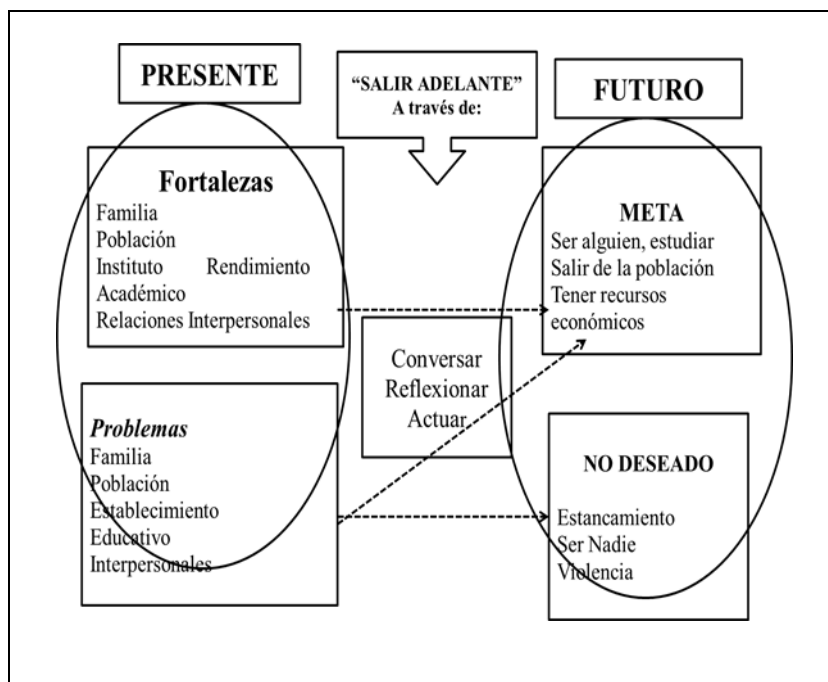 PRESENTE
“SALIR ADELANTE”
A través de:
FUTURO
Fortalezas
Familia
Población
Instituto Rendimiento
Académico
Relaciones Interpersonales
META
Ser alguien, estudiar
Salir de la población
Tener recursos
económicos
Conversar
Reflexionar
Actuar
Problemas
Familia
Población
Establecimiento
Educativo
Interpersonales
NO DESEADO
Estancamiento
Ser Nadie
Violencia